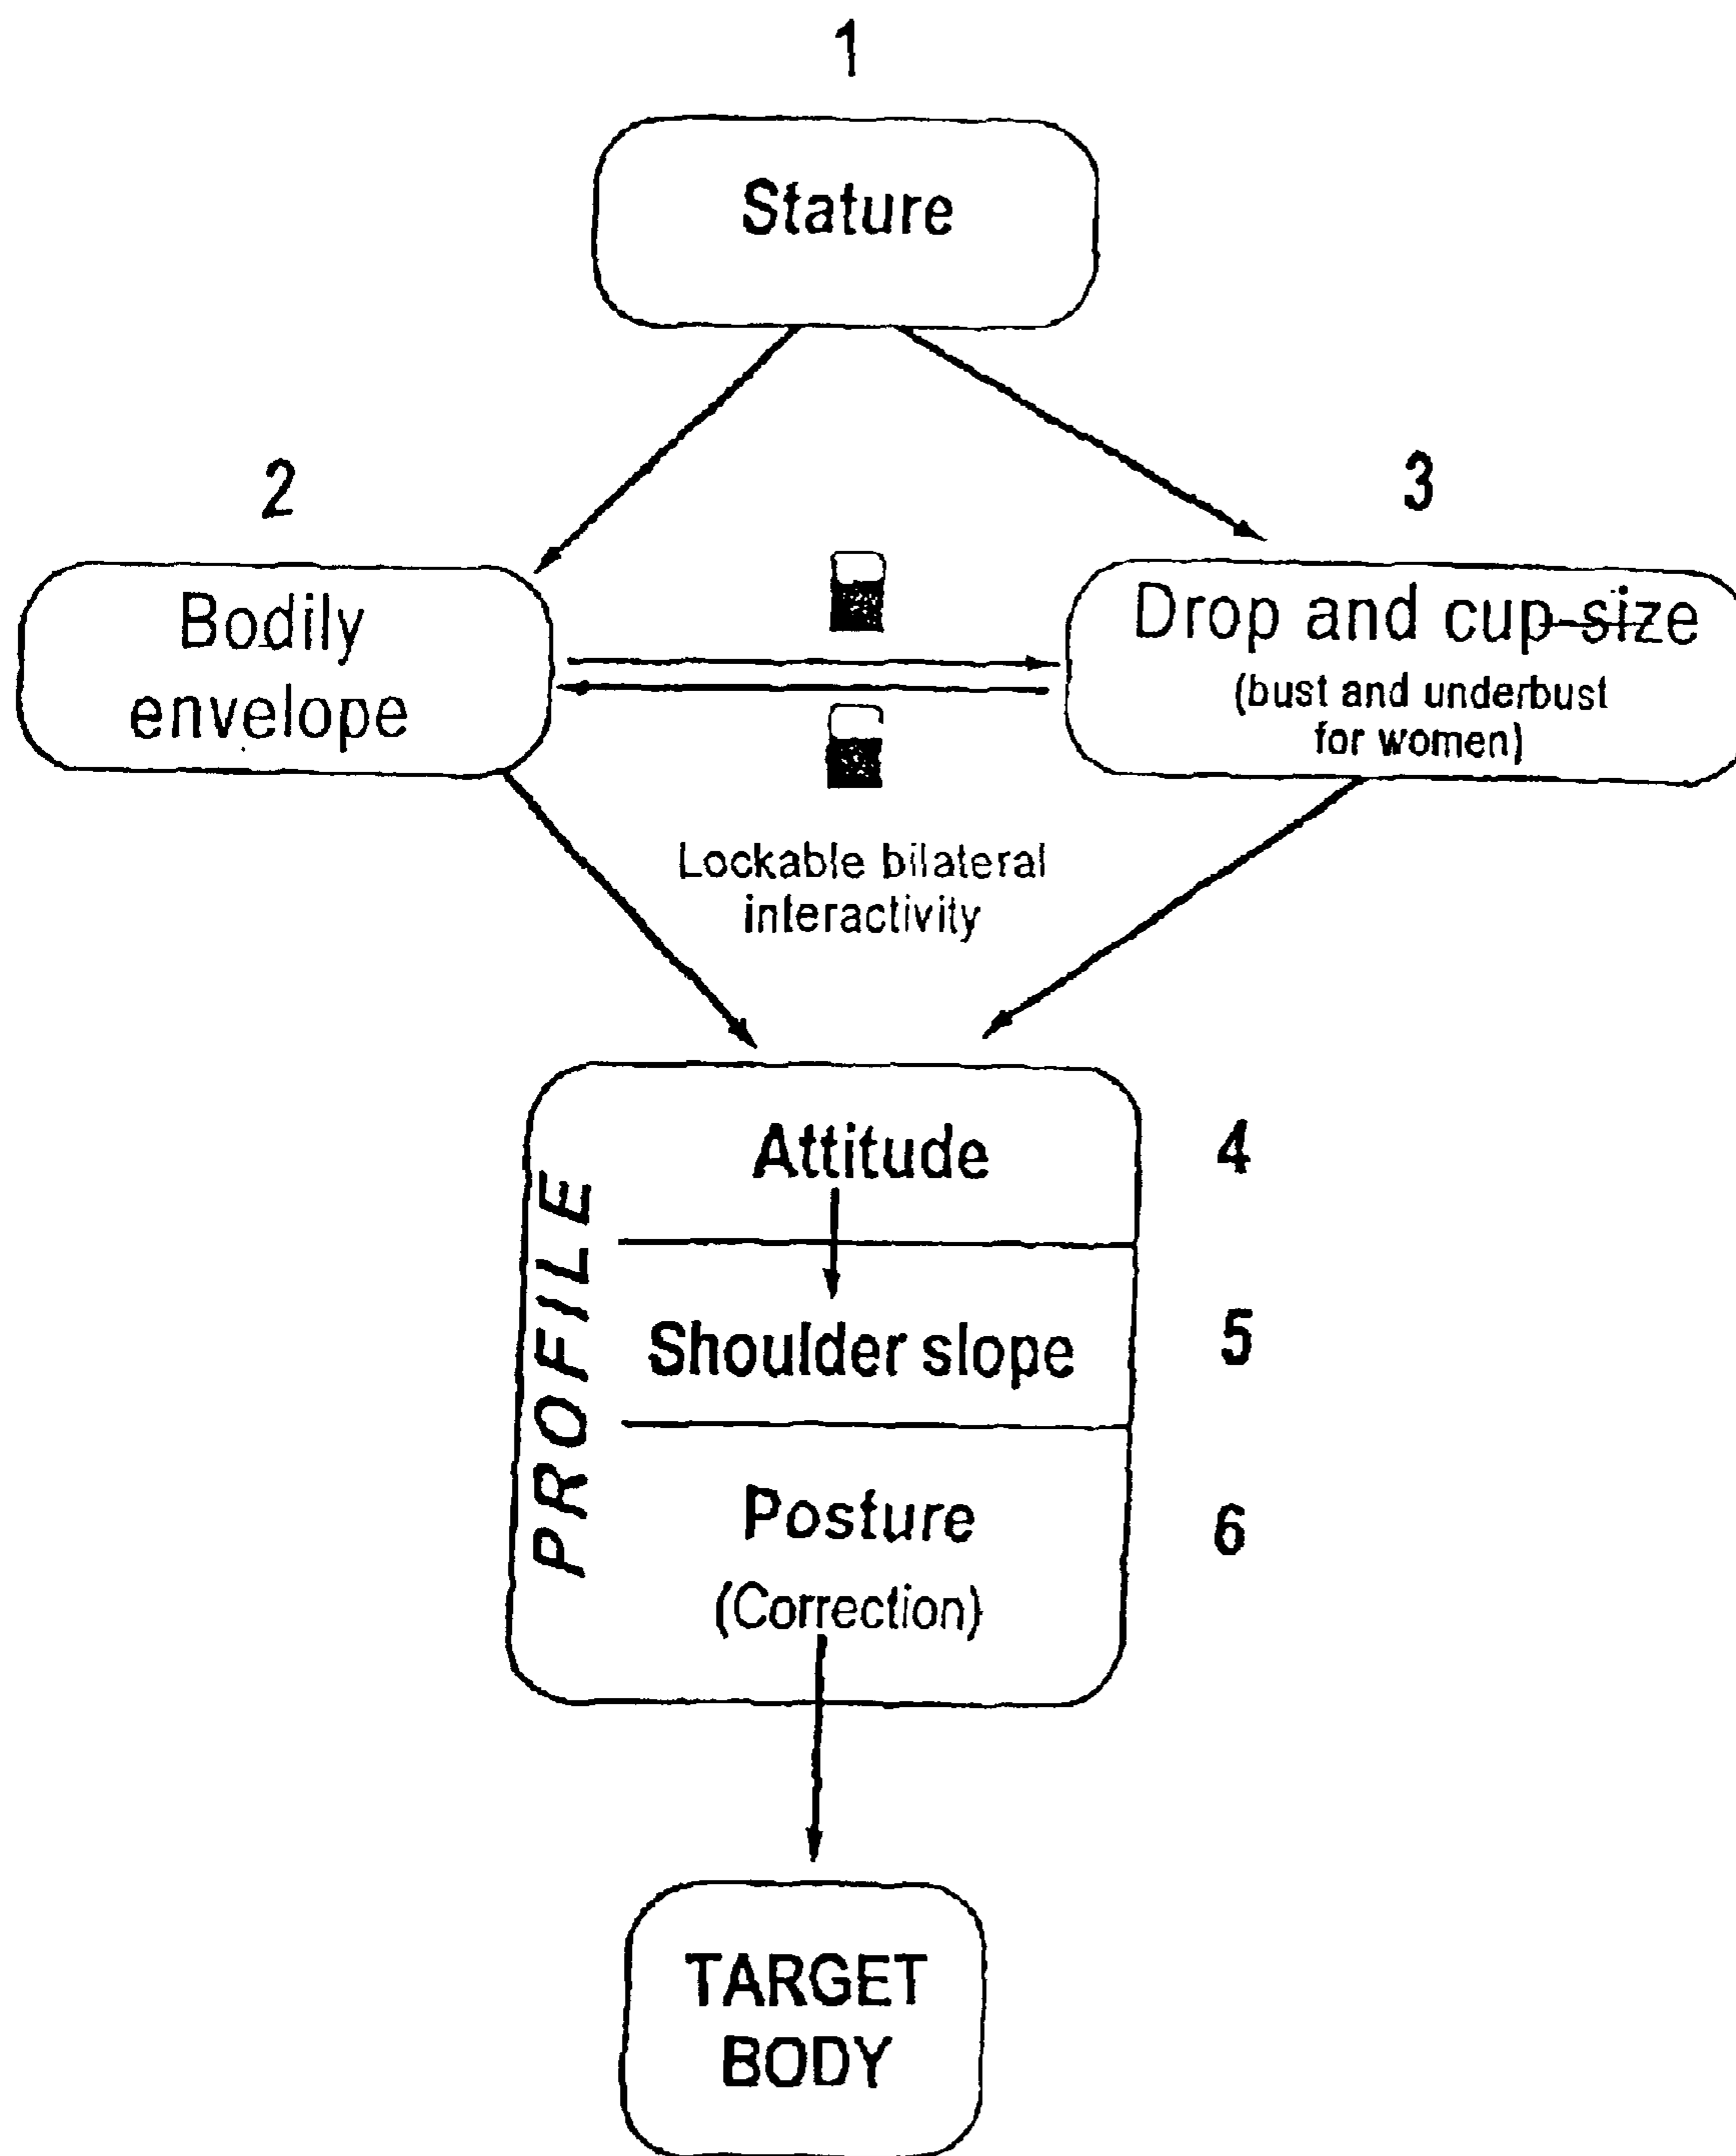 1
Stature
2
3
Bodily
envelope
Drop and cup-size
(bust and underbust
for women)
Lockable bilateral
interactivity
PROFILE
Attitude
4
Shoulder slope
5
Posture
6
(Correction)
TARGET
BODY